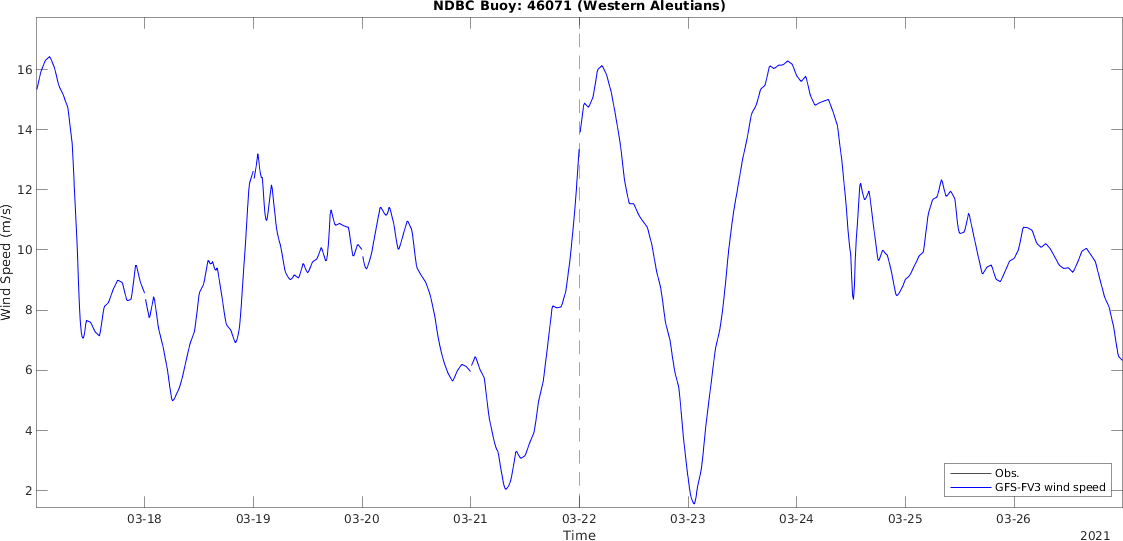 NDBC Buoy: 46071 (Western Aleutians)
16
14
12
10
8
6
4
2
Wind Speed (m/s)
Obs.
GFS-FV3 wind speed
03-18 03-19 03-20 03-21 03-22 03-23 03-24 03-25 03-26
Time
2021